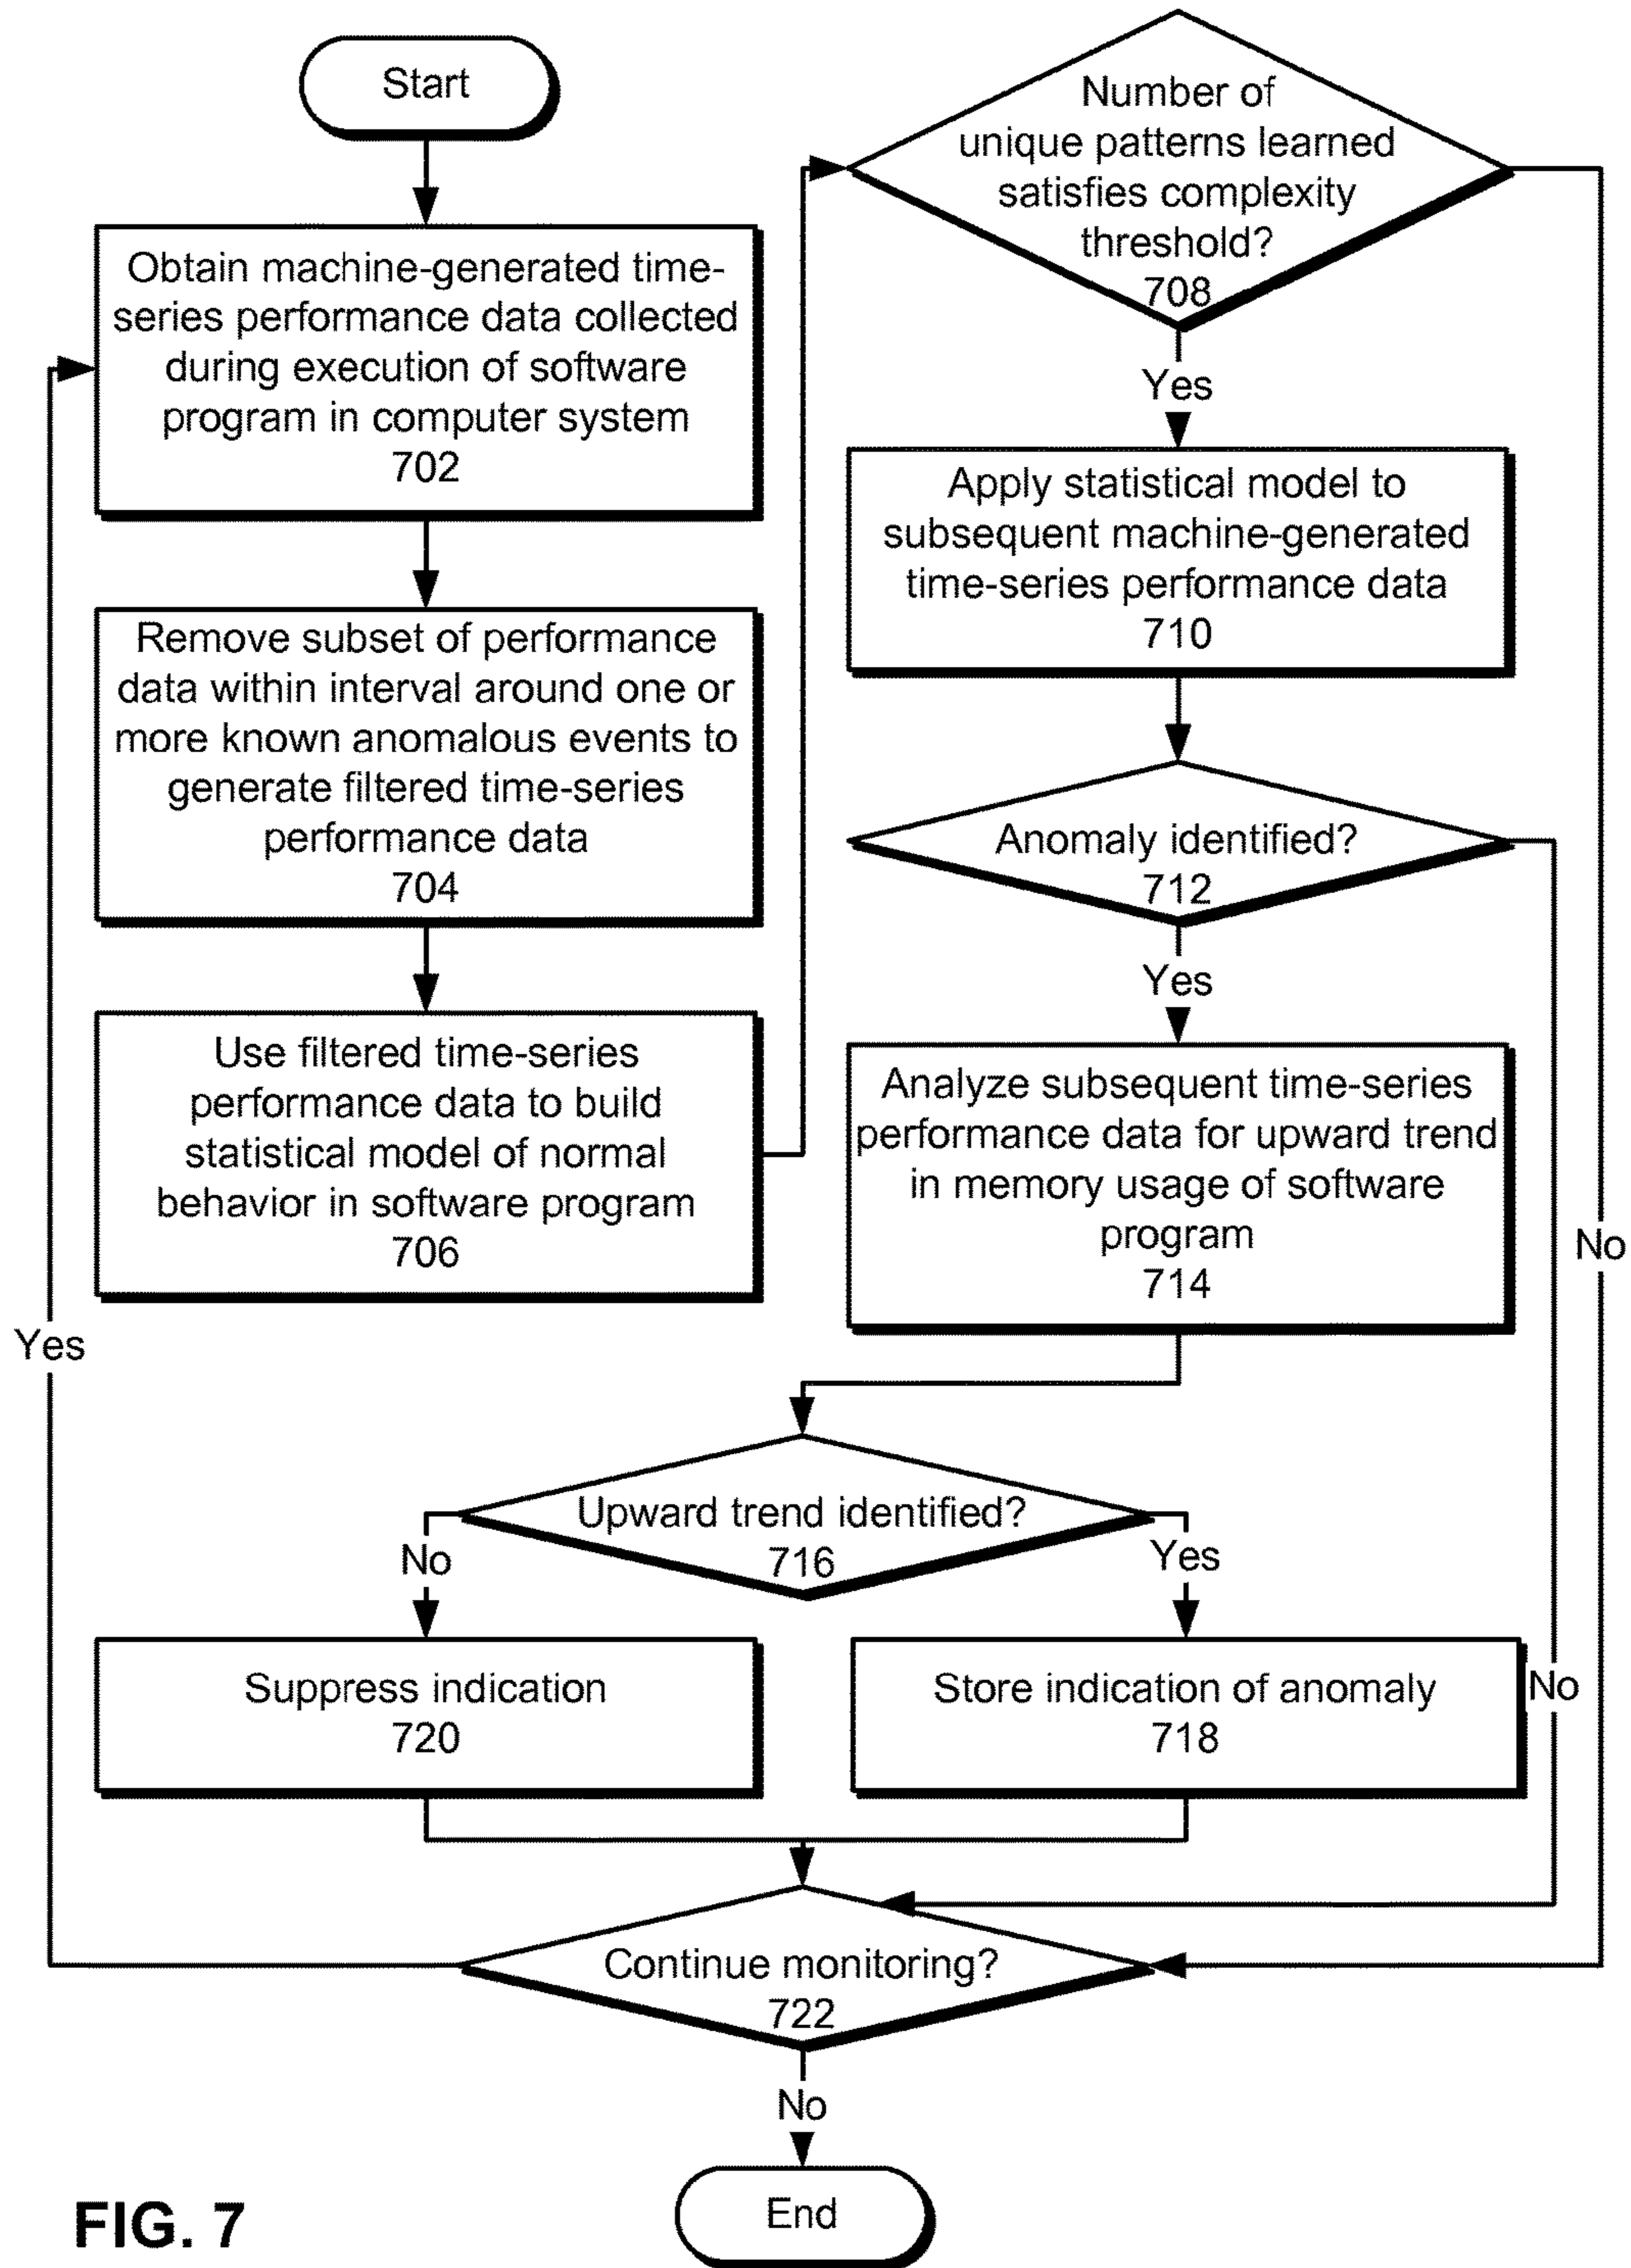 Start
Obtain machine-generated time-
series performance data collected
during execution of software
program in computer system
702
Remove subset of performance
data within interval around one or
more known anomalous events to
generate filtered time-series
performance data
704
Use filtered time-series
performance data to build
statistical model of normal
behavior in software program
706
Number of
unique patterns learned
satisfies complexity
threshold?
708
Yes
Apply statistical model to
subsequent machine-generated
time-series performance data
710
Anomaly identified?
712
Yes
Analyze subsequent time-series
performance data for upward trend
in memory usage of software
program
714
No
Yes
Upward trend identified?
716
No
Yes
Suppress indication
720
Store indication of anomaly
718
No
Continue monitoring?
722
No
End
FIG. 7